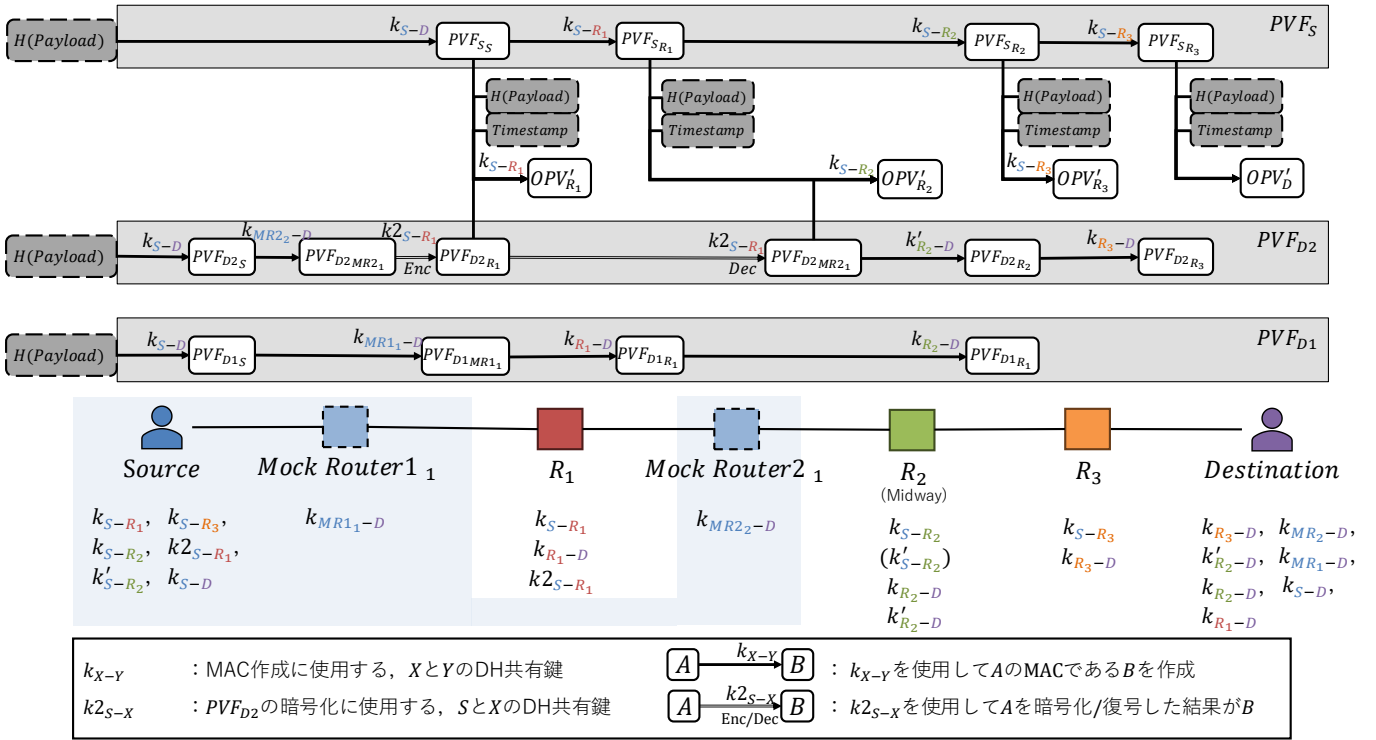 H(Payload) k_{S−D} PVF_{S_S} k_{S−R_1} PVF_{S_{R_1}} k_{S−R_2} PVF_{S_{R_2}} k_{S−R_3} PVF_{S_{R_3}} PVF_S
H(Payload) H(Payload) H(Payload) H(Payload)
Timestamp Timestamp Timestamp Timestamp
k_{S−R_1} OPV′_{R_1} k_{S−R_2} OPV′_{R_2} k_{S−R_3} OPV′_{R_3} OPV′_D
H(Payload) k_{S−D} PVF_{D2_S} k_{MR2_2−D} PVF_{D2_{MR2_1}} k2_{S−R_1} Enc PVF_{D2_{R_1}} k2_{S−R_1} Dec PVF_{D2_{MR2_1}} k′_{R_2−D} PVF_{D2_{R_2}} k_{R_3−D} PVF_{D2_{R_3}} PVF_{D2}
H(Payload) k_{S−D} PVF_{D1_S} k_{MR1_1−D} PVF_{D1_{MR1_1}} k_{R_1−D} PVF_{D1_{R_1}} k_{R_2−D} PVF_{D1_{R_1}} PVF_{D1}
Source Mock Router1_1 R_1 Mock Router2_1 R_2 R_3 Destination
(Midway)
k_{S−R_1}, k_{S−R_3},
k_{S−R_2}, k2_{S−R_1},
k′_{S−R_2}, k_{S−D}
k_{MR1_1−D}
k_{S−R_1}
k_{R_1−D}
k2_{S−R_1}
k_{MR2_2−D}
k_{S−R_2}
(k′_{S−R_2})
k_{R_2−D}
k′_{R_2−D}
k_{S−R_3}
k_{R_3−D}
k_{R_3−D}, k_{MR_2−D},
k′_{R_2−D}, k_{MR_1−D},
k_{R_2−D}, k_{S−D},
k_{R_1−D}
k_{X−Y} ：MAC作成に使用する，XとYのDH共有鍵
k2_{S−X} ：PVF_{D2}の暗号化に使用する，SとXのDH共有鍵
A k_{X−Y} B ：k_{X−Y}を使用してAのMACであるBを作成
A k2_{S−X} Enc/Dec B ：k2_{S−X}を使用してAを暗号化/復号した結果がB